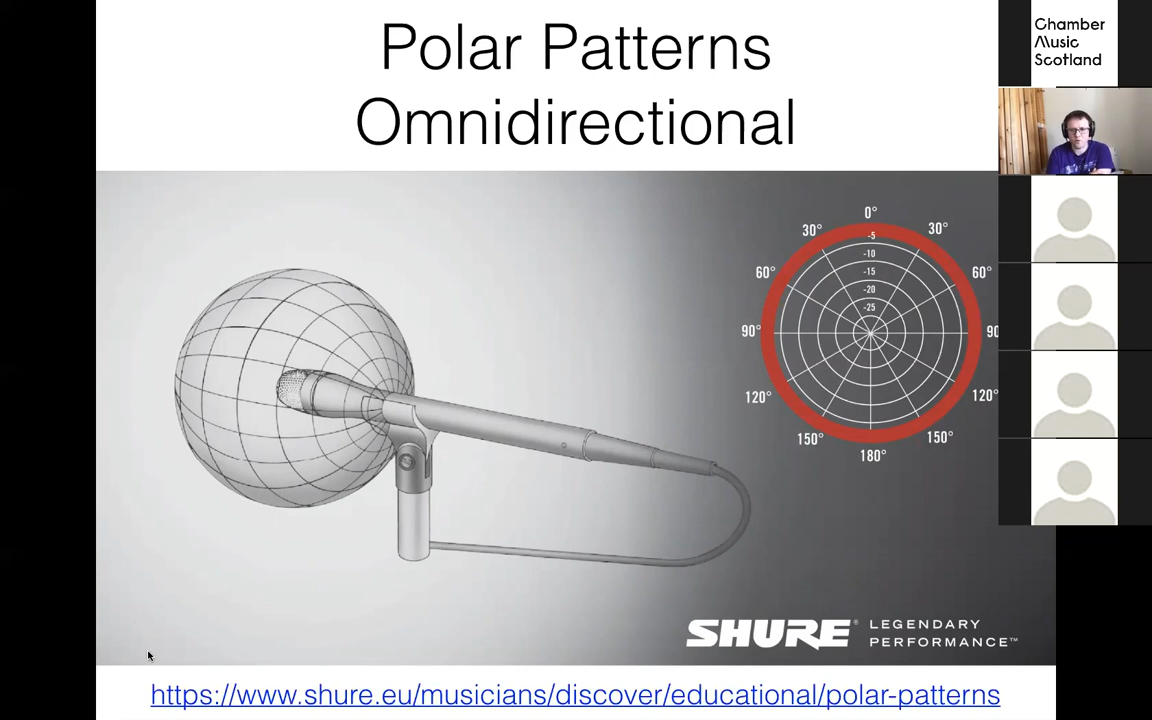 Polar Patterns
Omnidirectional
Chamber
Music
Scotland
0°
30°
30°
-5
-10
-15
-20
-25
60°
60°
90°
90
120°
120°
150°
150°
180°
SHURE® LEGENDARY
PERFORMANCE™
https://www.shure.eu/musicians/discover/educational/polar-patterns